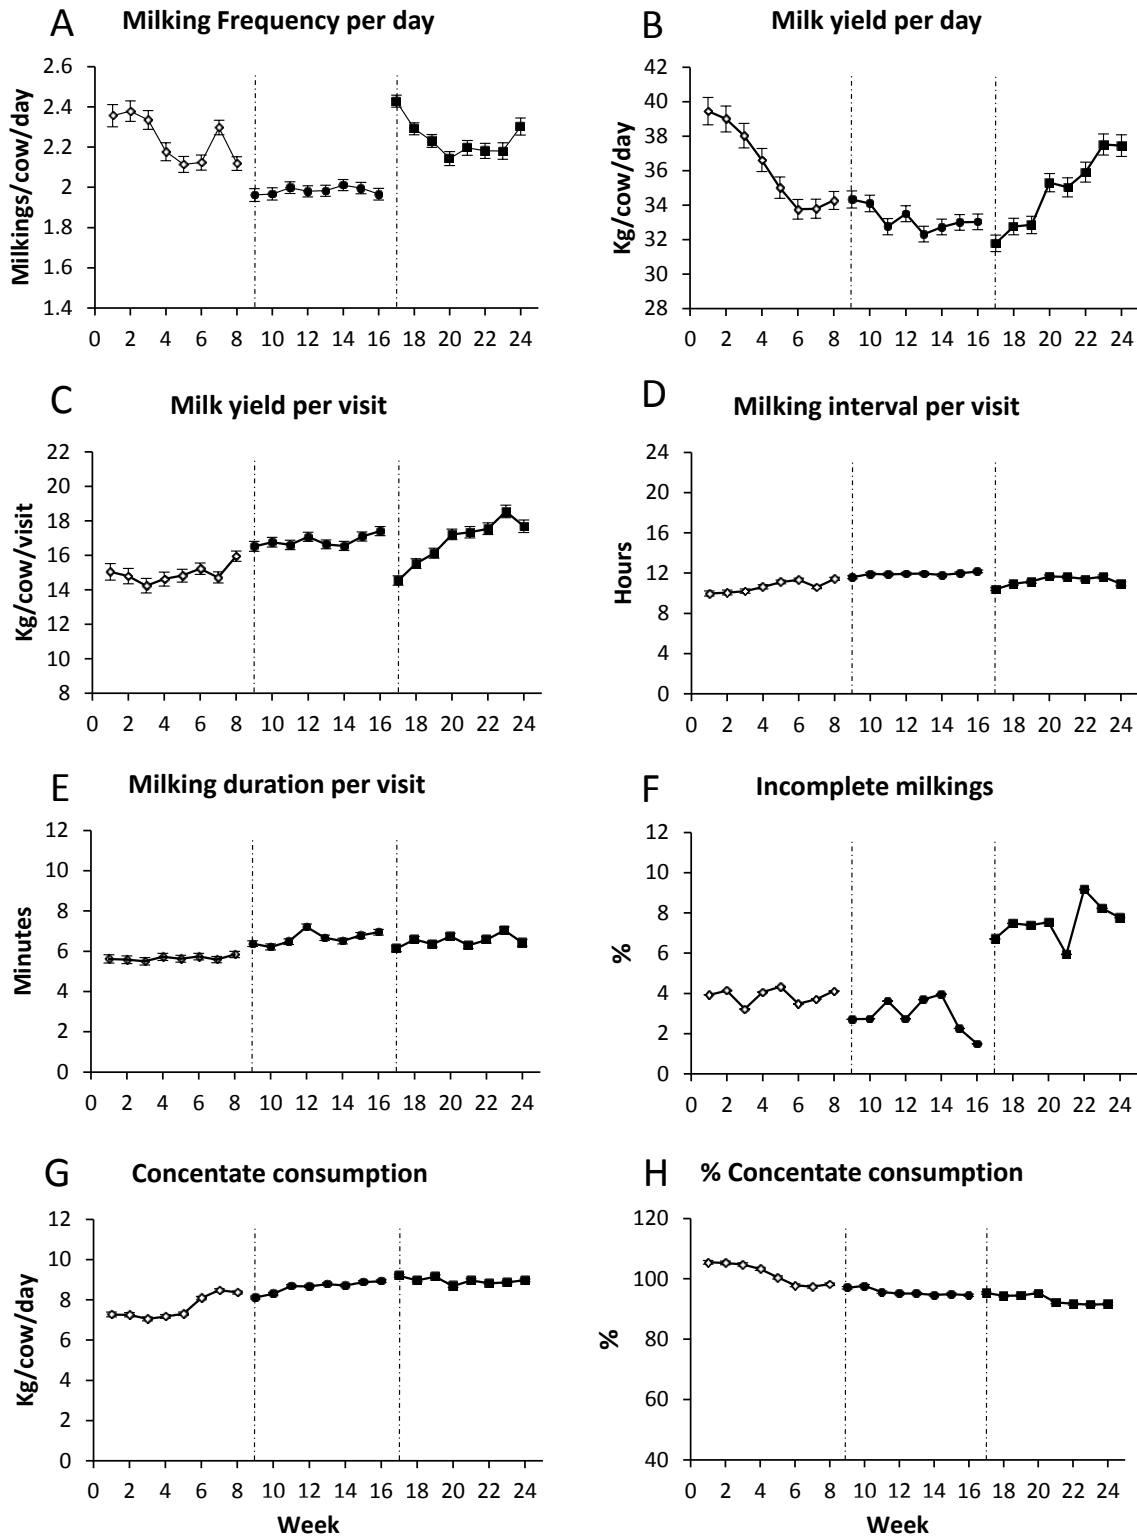 A Milking Frequency per day
Milkings/cow/day
2.6
2.4
2.2
2
1.8
1.6
1.4
0 2 4 6 8 10 12 14 16 18 20 22 24
B Milk yield per day
Kg/cow/day
42
40
38
36
34
32
30
28
0 2 4 6 8 10 12 14 16 18 20 22 24
C Milk yield per visit
Kg/cow/visit
22
20
18
16
14
12
10
8
0 2 4 6 8 10 12 14 16 18 20 22 24
D Milking interval per visit
Hours
24
20
16
12
8
4
0
0 2 4 6 8 10 12 14 16 18 20 22 24
E Milking duration per visit
Minutes
12
10
8
6
4
2
0
0 2 4 6 8 10 12 14 16 18 20 22 24
F Incomplete milkings
%
12
10
8
6
4
2
0
0 2 4 6 8 10 12 14 16 18 20 22 24
G Concentate consumption
Kg/cow/day
12
10
8
6
4
2
0
0 2 4 6 8 10 12 14 16 18 20 22 24
Week
H % Concentate consumption
%
120
100
80
60
40
0 2 4 6 8 10 12 14 16 18 20 22 24
Week